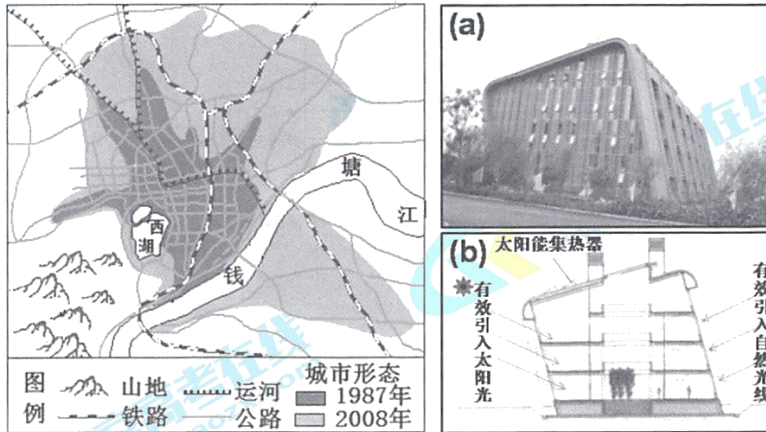 塘
江
西
湖
钱
图
例
山地
运河
铁路
公路
城市形态
1987年
2008年
(a)
(b)
太阳能集热器
有效引入太阳光
有效引入自然光线